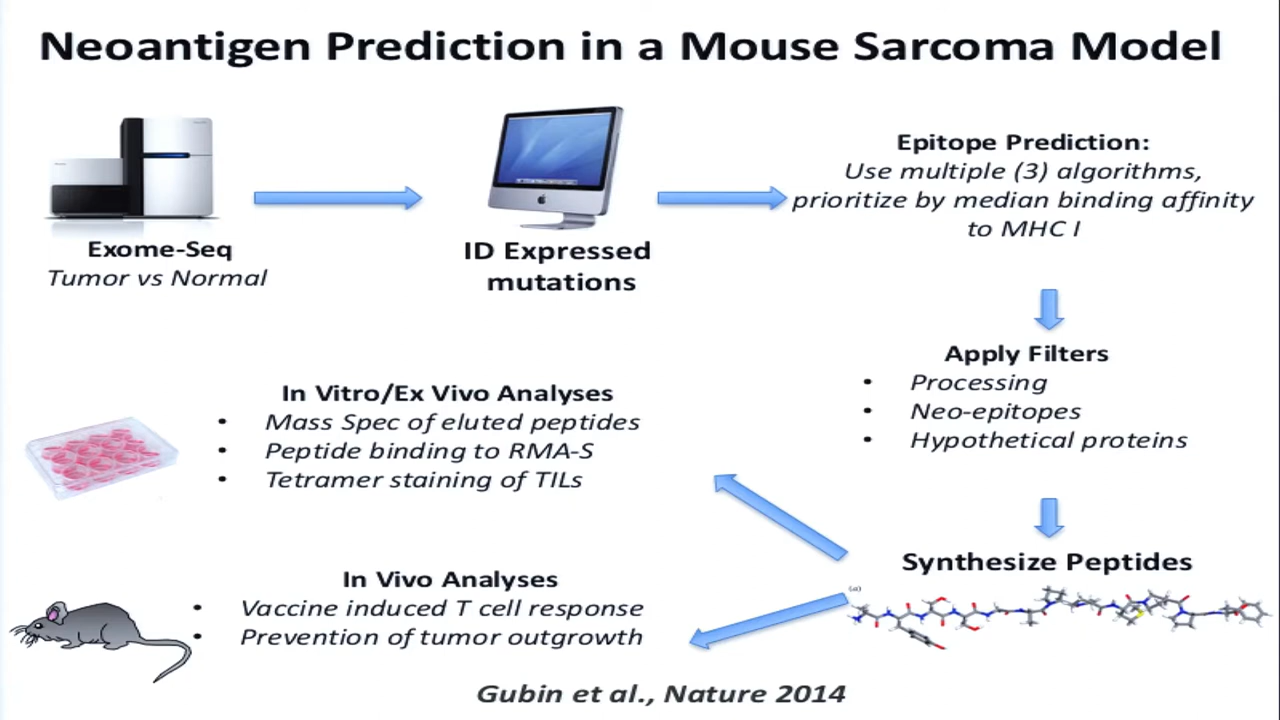 Neoantigen Prediction in a Mouse Sarcoma Model
Exome-Seq
Tumor vs Normal
ID Expressed
mutations
Epitope Prediction:
Use multiple (3) algorithms,
prioritize by median binding affinity
to MHC I
Apply Filters
• Processing
• Neo-epitopes
• Hypothetical proteins
Synthesize Peptides
(a)
In Vitro/Ex Vivo Analyses
• Mass Spec of eluted peptides
• Peptide binding to RMA-S
• Tetramer staining of TILs
In Vivo Analyses
• Vaccine induced T cell response
• Prevention of tumor outgrowth
Gubin et al., Nature 2014